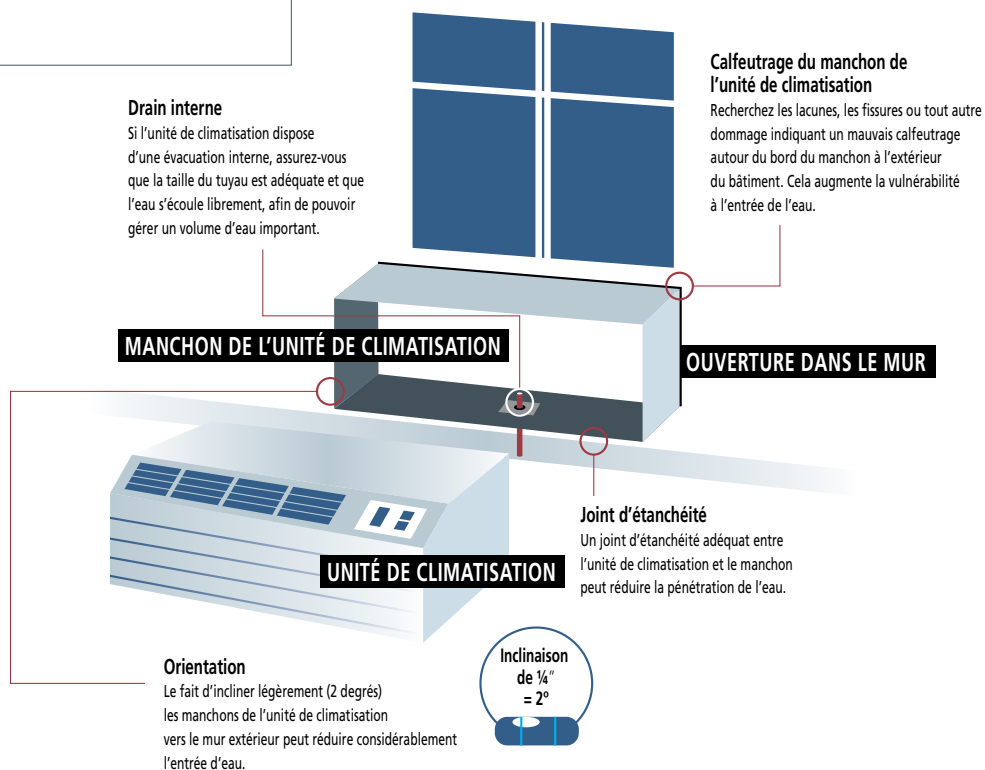 Drain interne
Si l'unité de climatisation dispose
d'une évacuation interne, assurez-vous
que la taille du tuyau est adéquate et que
l'eau s'écoule librement, afin de pouvoir
gérer un volume d'eau important.
Calfeutrage du manchon de
l'unité de climatisation
Recherchez les lacunes, les fissures ou tout autre
dommage indiquant un mauvais calfeutrage
autour du bord du manchon à l'extérieur
du bâtiment. Cela augmente la vulnérabilité
à l'entrée de l'eau.
MANCHON DE L'UNITÉ DE CLIMATISATION
OUVERTURE DANS LE MUR
Joint d'étanchéité
Un joint d'étanchéité adéquat entre
l'unité de climatisation et le manchon
peut réduire la pénétration de l'eau.
UNITÉ DE CLIMATISATION
Orientation
Le fait d'incliner légèrement (2 degrés)
les manchons de l'unité de climatisation
vers le mur extérieur peut réduire considérablement
l'entrée d'eau.
Inclinaison
de ¼"
= 2°